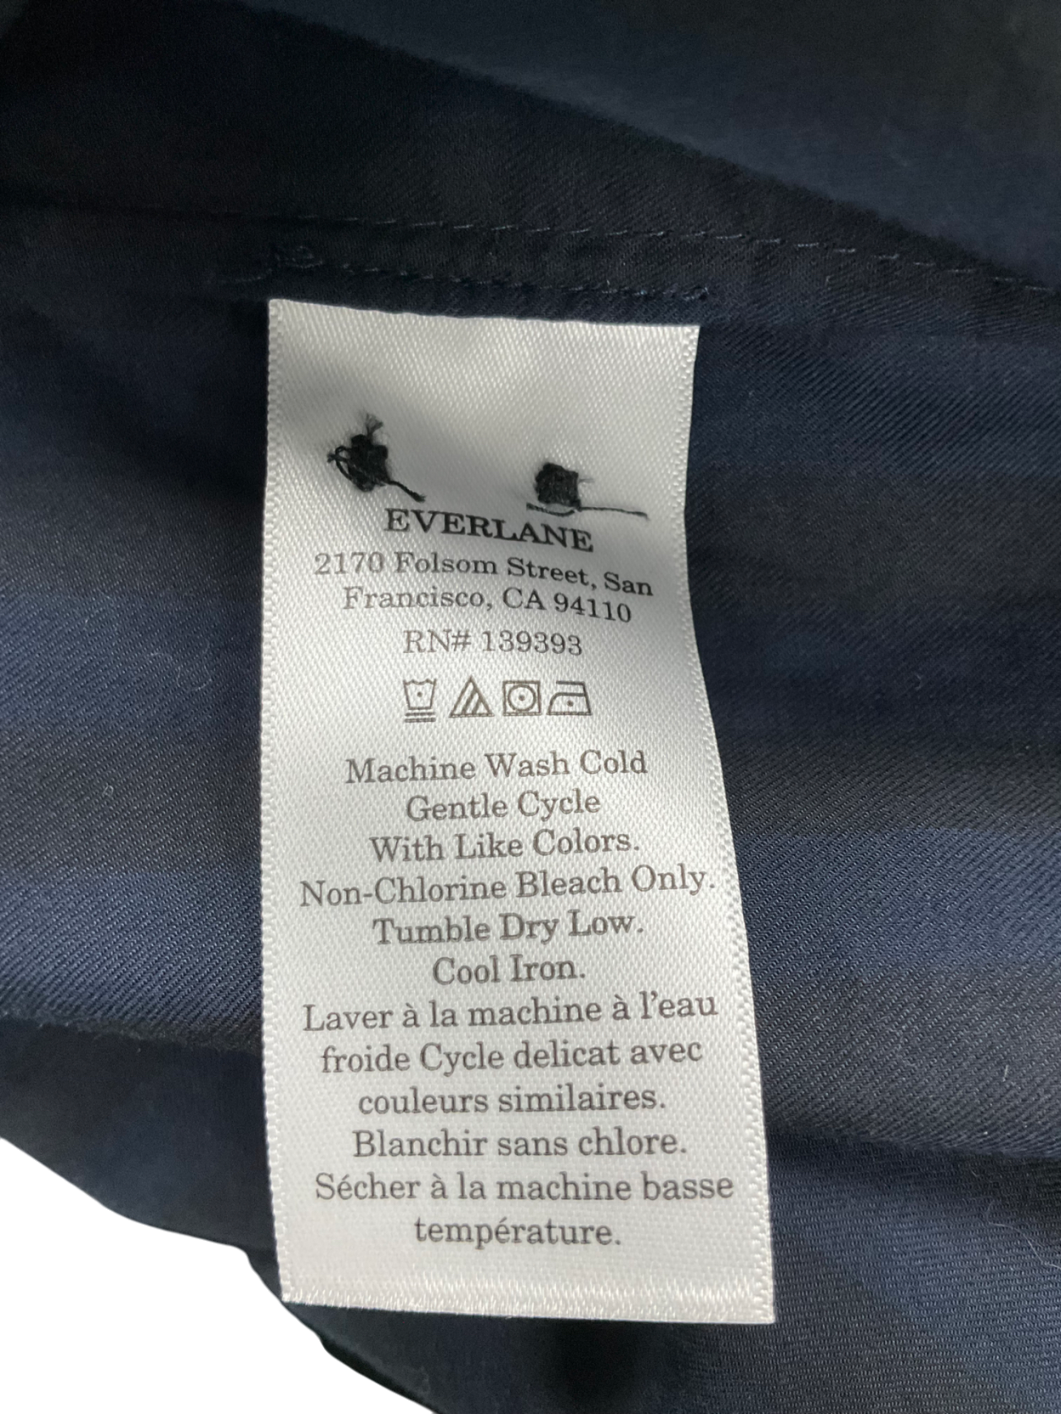 EVERLANE
2170 Folsom Street, San
Francisco, CA 94110
RN# 139393
Machine Wash Cold
Gentle Cycle
With Like Colors.
Non-Chlorine Bleach Only.
Tumble Dry Low.
Cool Iron.
Laver à la machine à l'eau
froide Cycle delicat avec
couleurs similaires.
Blanchir sans chlore.
Sécher à la machine basse
température.